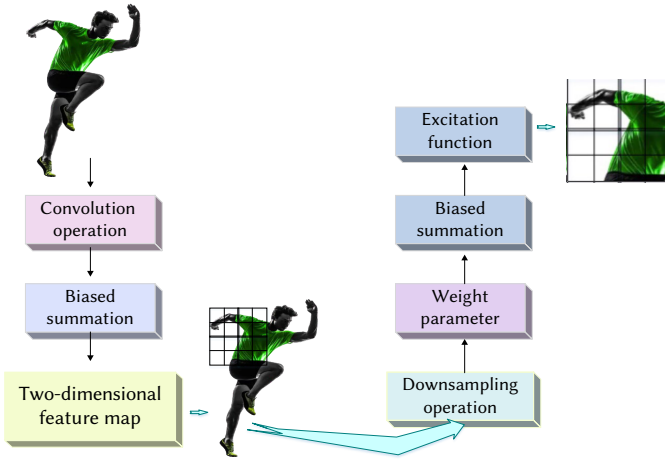 Convolution
operation
Biased
summation
Two-dimensional
feature map
Downsampling
operation
Weight
parameter
Biased
summation
Excitation
function